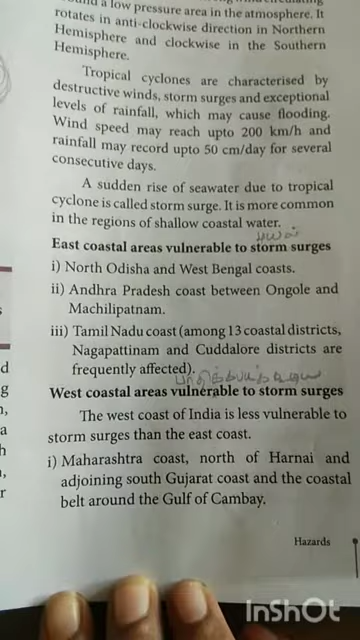 a low pressure area in the atmosphere. It
rotates in anti-clockwise direction in Northern
Hemisphere and clockwise in the Southern
Hemisphere.
Tropical cyclones are characterised by
destructive winds, storm surges and exceptional
levels of rainfall, which may cause flooding.
Wind speed may reach upto 200 km/h and
rainfall may record upto 50 cm/day for several
consecutive days.
A sudden rise of seawater due to tropical
cyclone is called storm surge. It is more common
in the regions of shallow coastal water.
புயல்
East coastal areas vulnerable to storm surges
i) North Odisha and West Bengal coasts.
ii) Andhra Pradesh coast between Ongole and
Machilipatnam.
iii) Tamil Nadu coast (among 13 coastal districts,
Nagapattinam and Cuddalore districts are
frequently affected).
West coastal areas vulnerable to storm surges
The west coast of India is less vulnerable to
storm surges than the east coast.
i) Maharashtra coast, north of Harnai and
adjoining south Gujarat coast and the coastal
belt around the Gulf of Cambay.
Hazards
InShOt